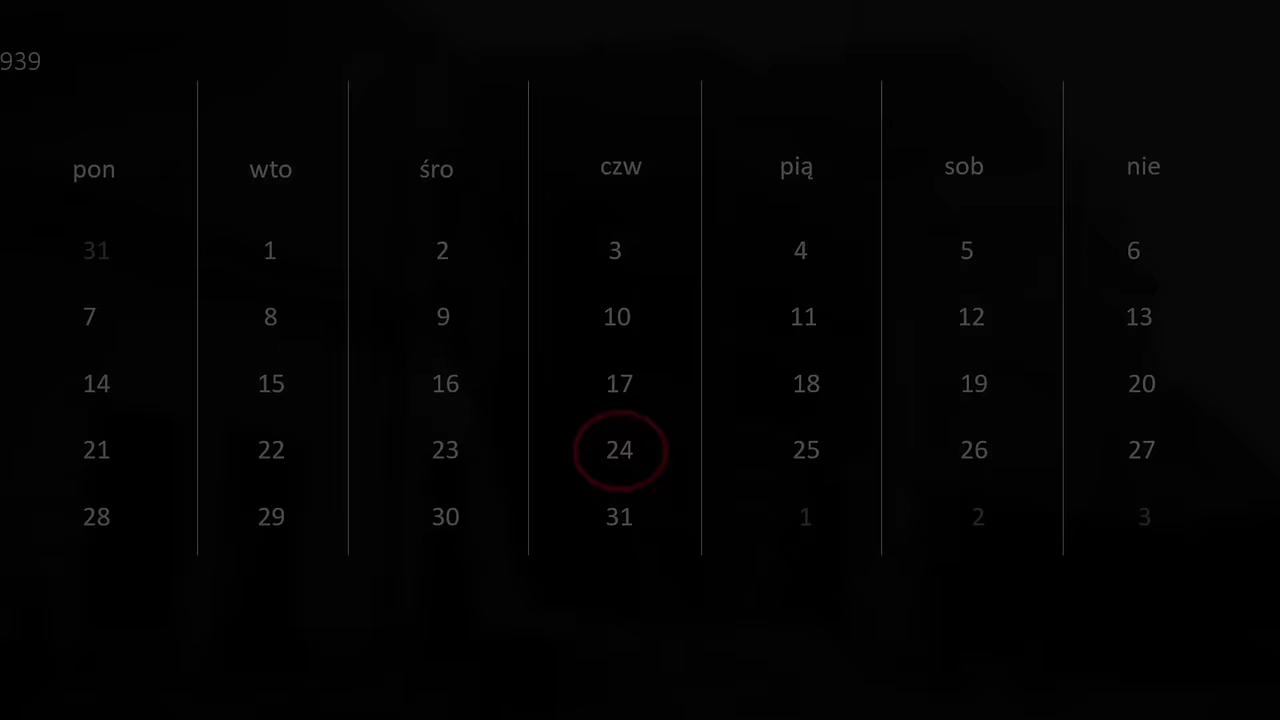 939
pon wto śro czw pią sob nie
31 1 2 3 4 5 6
7 8 9 10 11 12 13
14 15 16 17 18 19 20
21 22 23 24 25 26 27
28 29 30 31 1 2 3